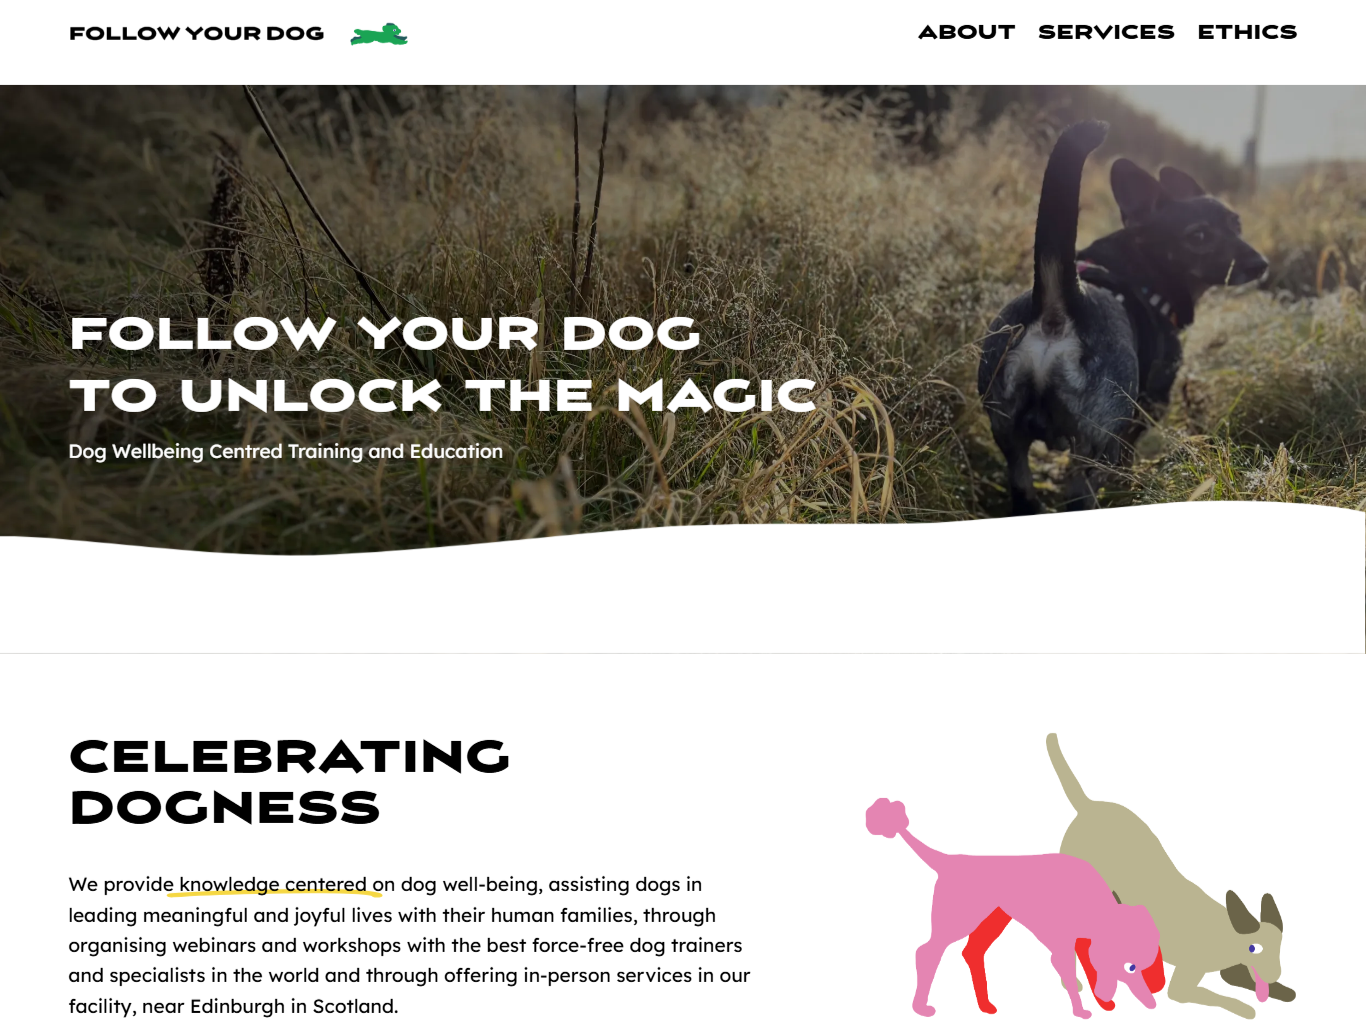 FOLLOW YOUR DOG
ABOUT SERVICES ETHICS
FOLLOW YOUR DOG
TO UNLOCK THE MAGIC
Dog Wellbeing Centred Training and Education
CELEBRATING
DOGNESS
We provide knowledge centered on dog well-being, assisting dogs in
leading meaningful and joyful lives with their human families, through
organising webinars and workshops with the best force-free dog trainers
and specialists in the world and through offering in-person services in our
facility, near Edinburgh in Scotland.